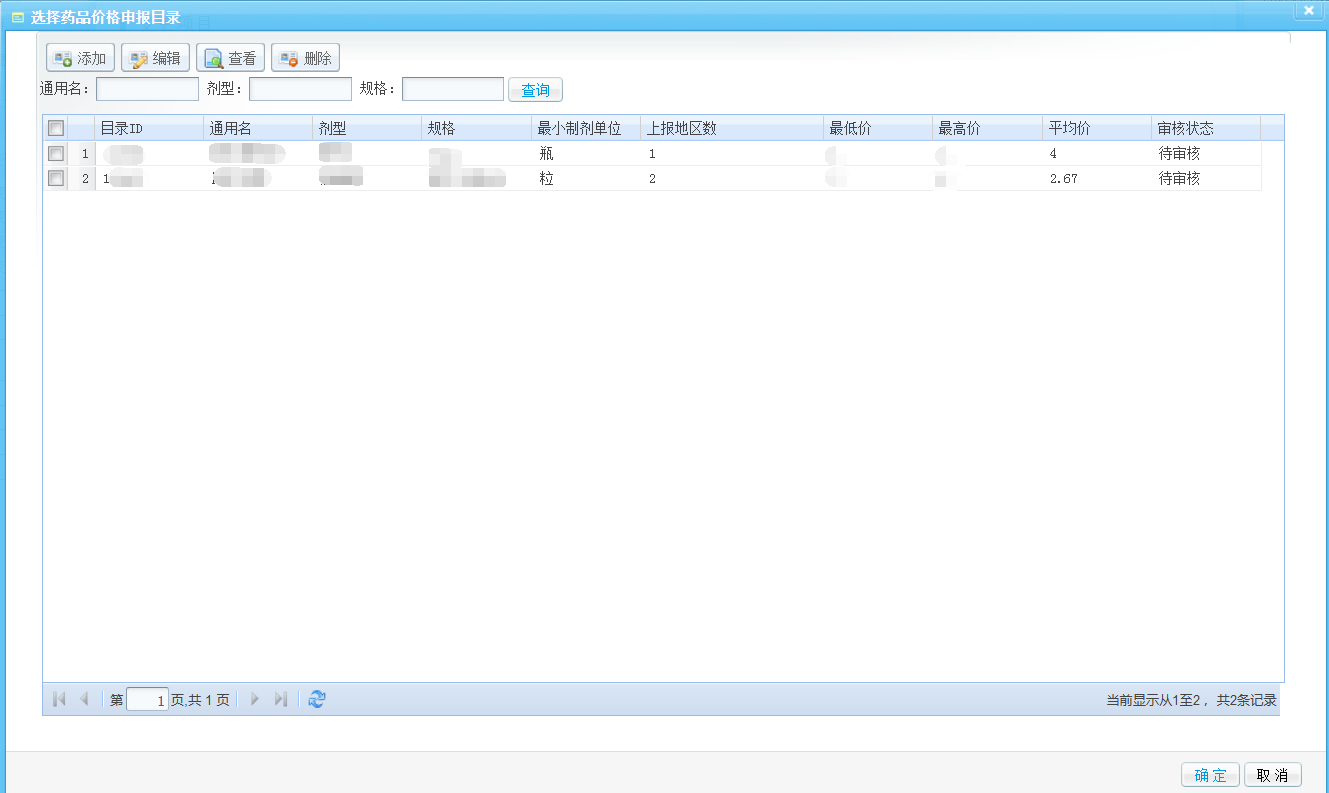 选择药品价格申报目录
添加 编辑 查看 删除
通用名: 剂型: 规格: 查询
目录ID 通用名 剂型 规格 最小制剂单位 上报地区数 最低价 最高价 平均价 审核状态
1 瓶 1 4 待审核
2 1 粒 2 2.67 待审核
第 1 页,共 1 页 当前显示从1至2， 共2条记录
确 定 取 消